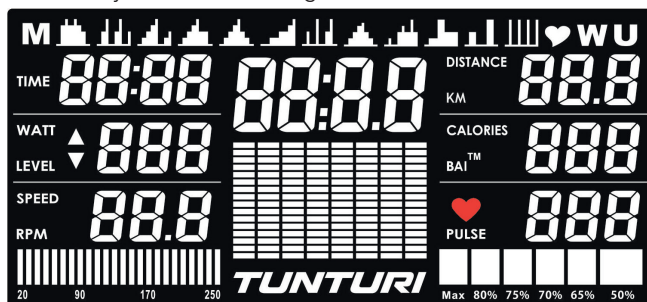 M W U
TIME 88:88
88:8.8
DISTANCE
KM 88.8
WATT
LEVEL 888
CALORIES
BAI™ 888
SPEED
RPM 88.8
PULSE 888
20 90 170 250
TUNTURI
Max 80% 75% 70% 65% 50%